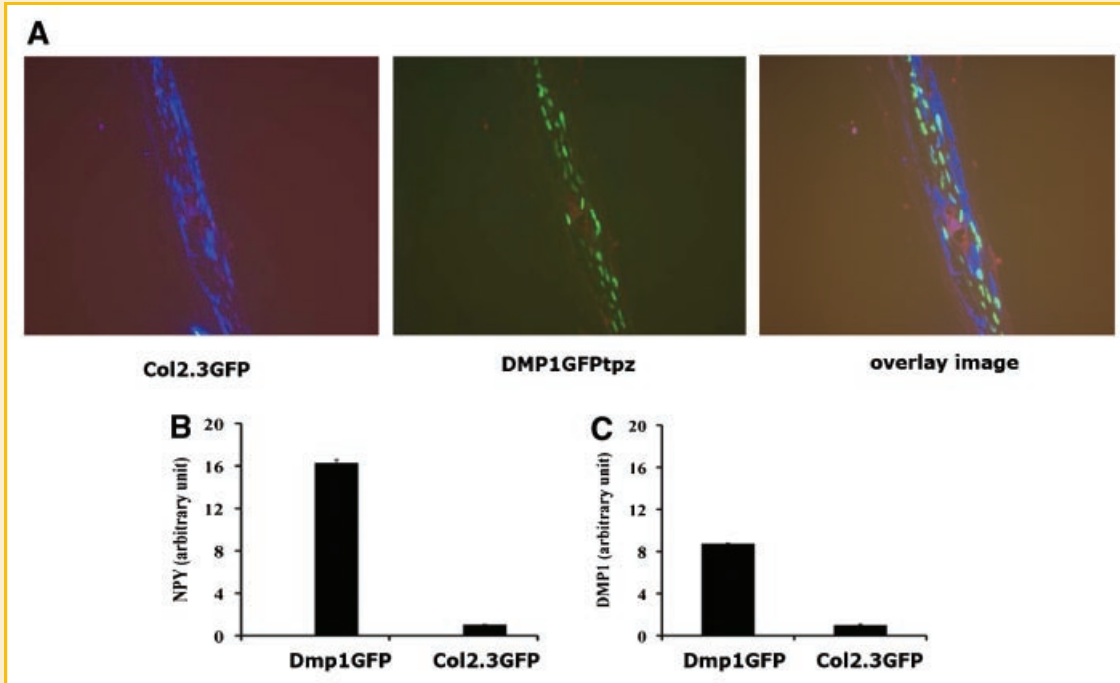 A
Col2.3GFP
DMP1GFPtpz
overlay image
B
NPY (arbitrary unit)
20
16
12
8
4
0
Dmp1GFP
Col2.3GFP
C
DMP1 (arbitrary unit)
20
16
12
8
4
0
Dmp1GFP
Col2.3GFP